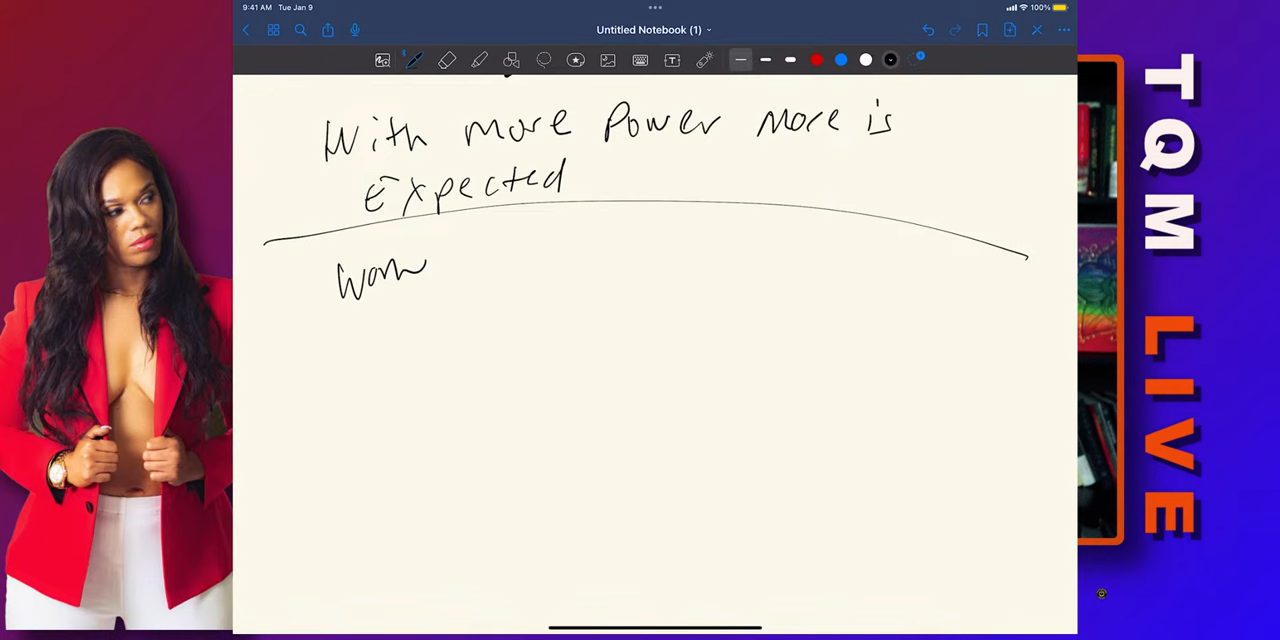 9:41 AM Tue Jan 9
100%
Untitled Notebook (1)
With more Power More is
Expected
TQM LIVE